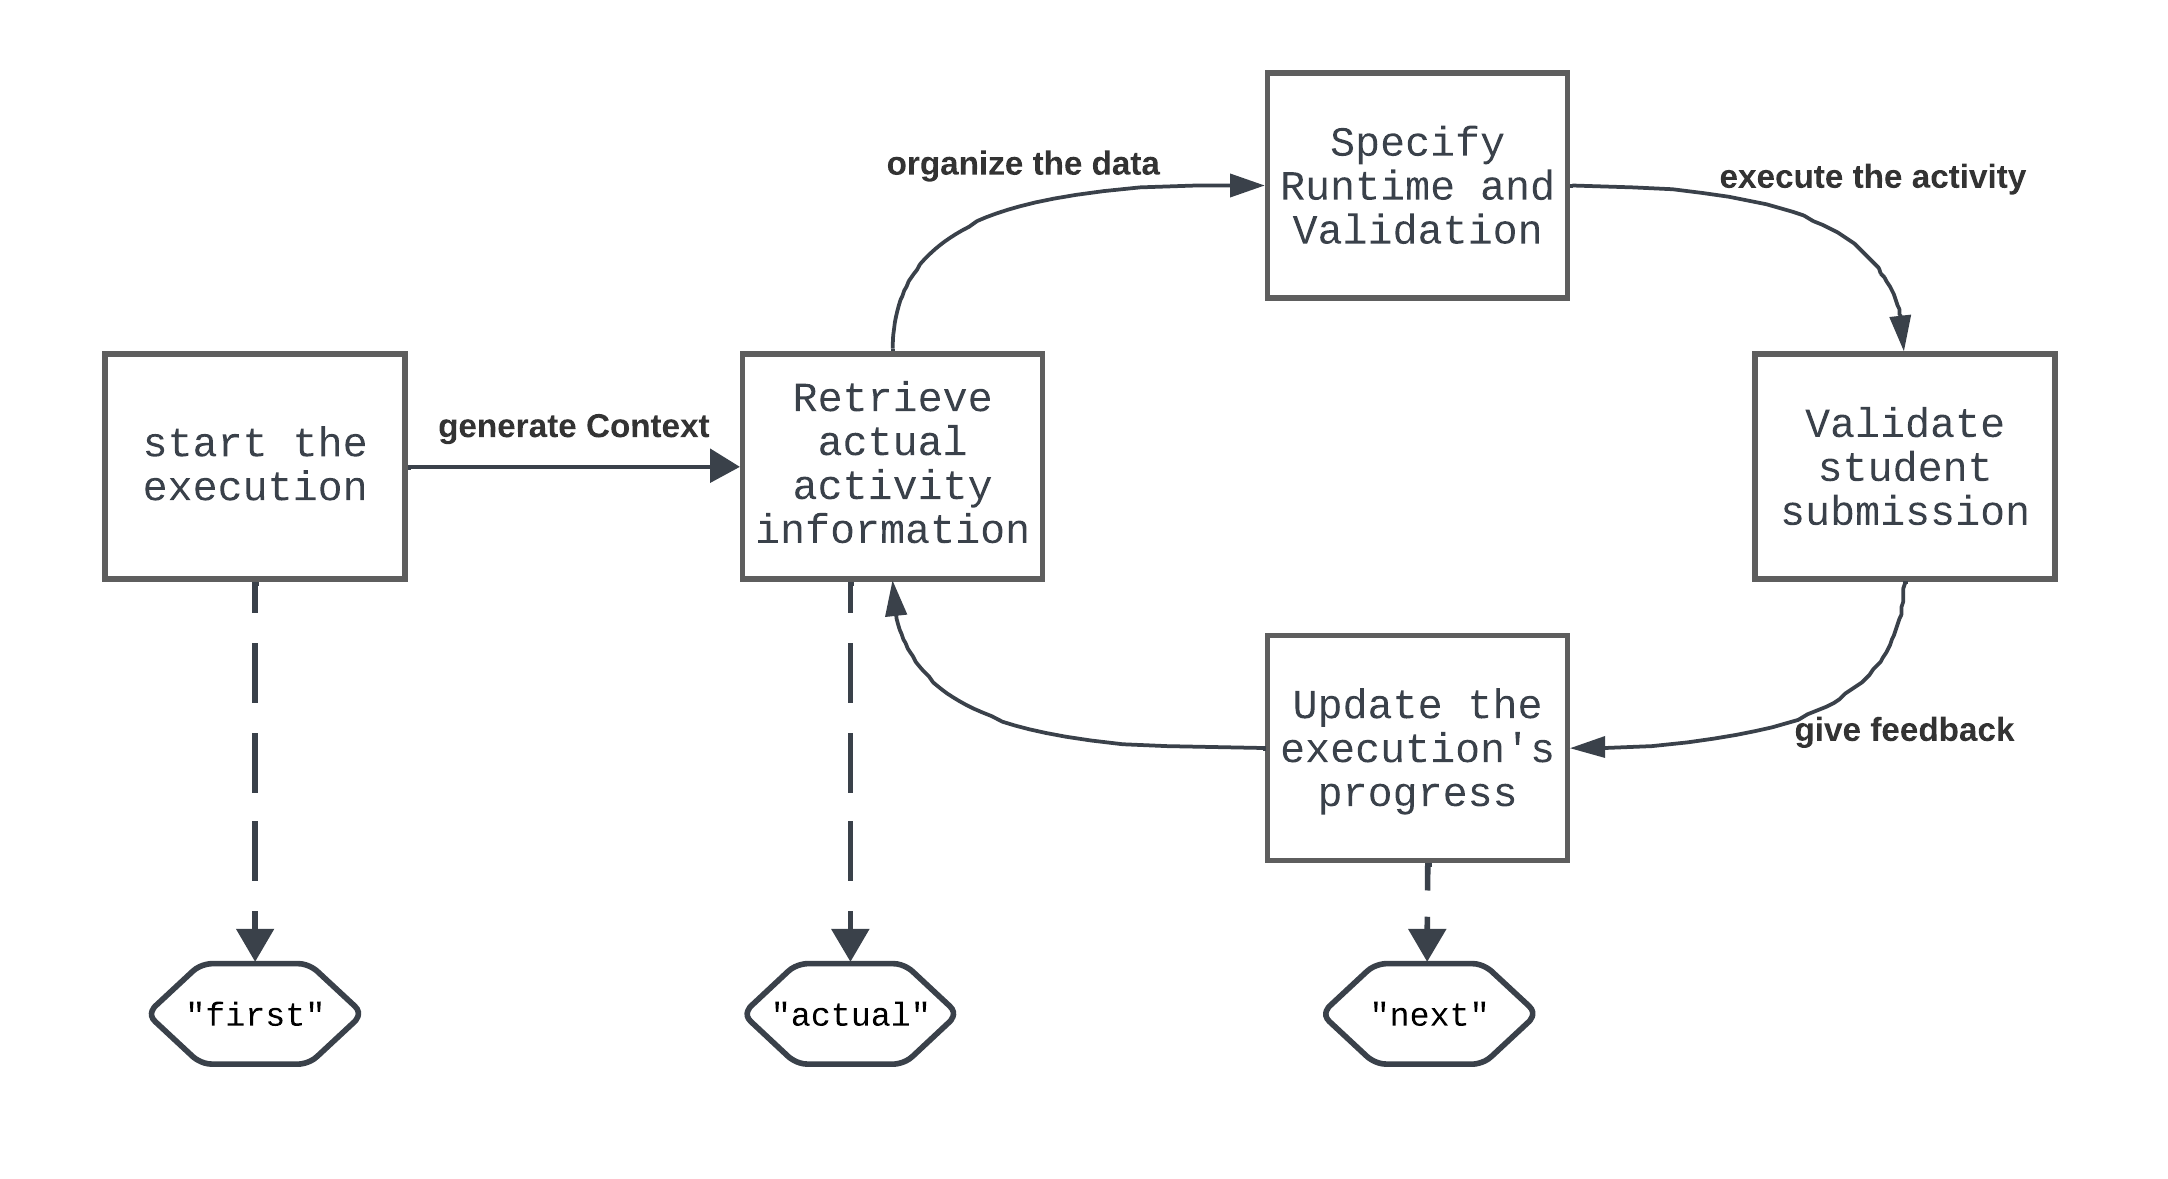 Specify
Runtime and
Validation
organize the data
execute the activity
start the
execution
generate Context
Retrieve
actual
activity
information
Validate
student
submission
Update the
execution's
progress
give feedback
"first"
"actual"
"next"